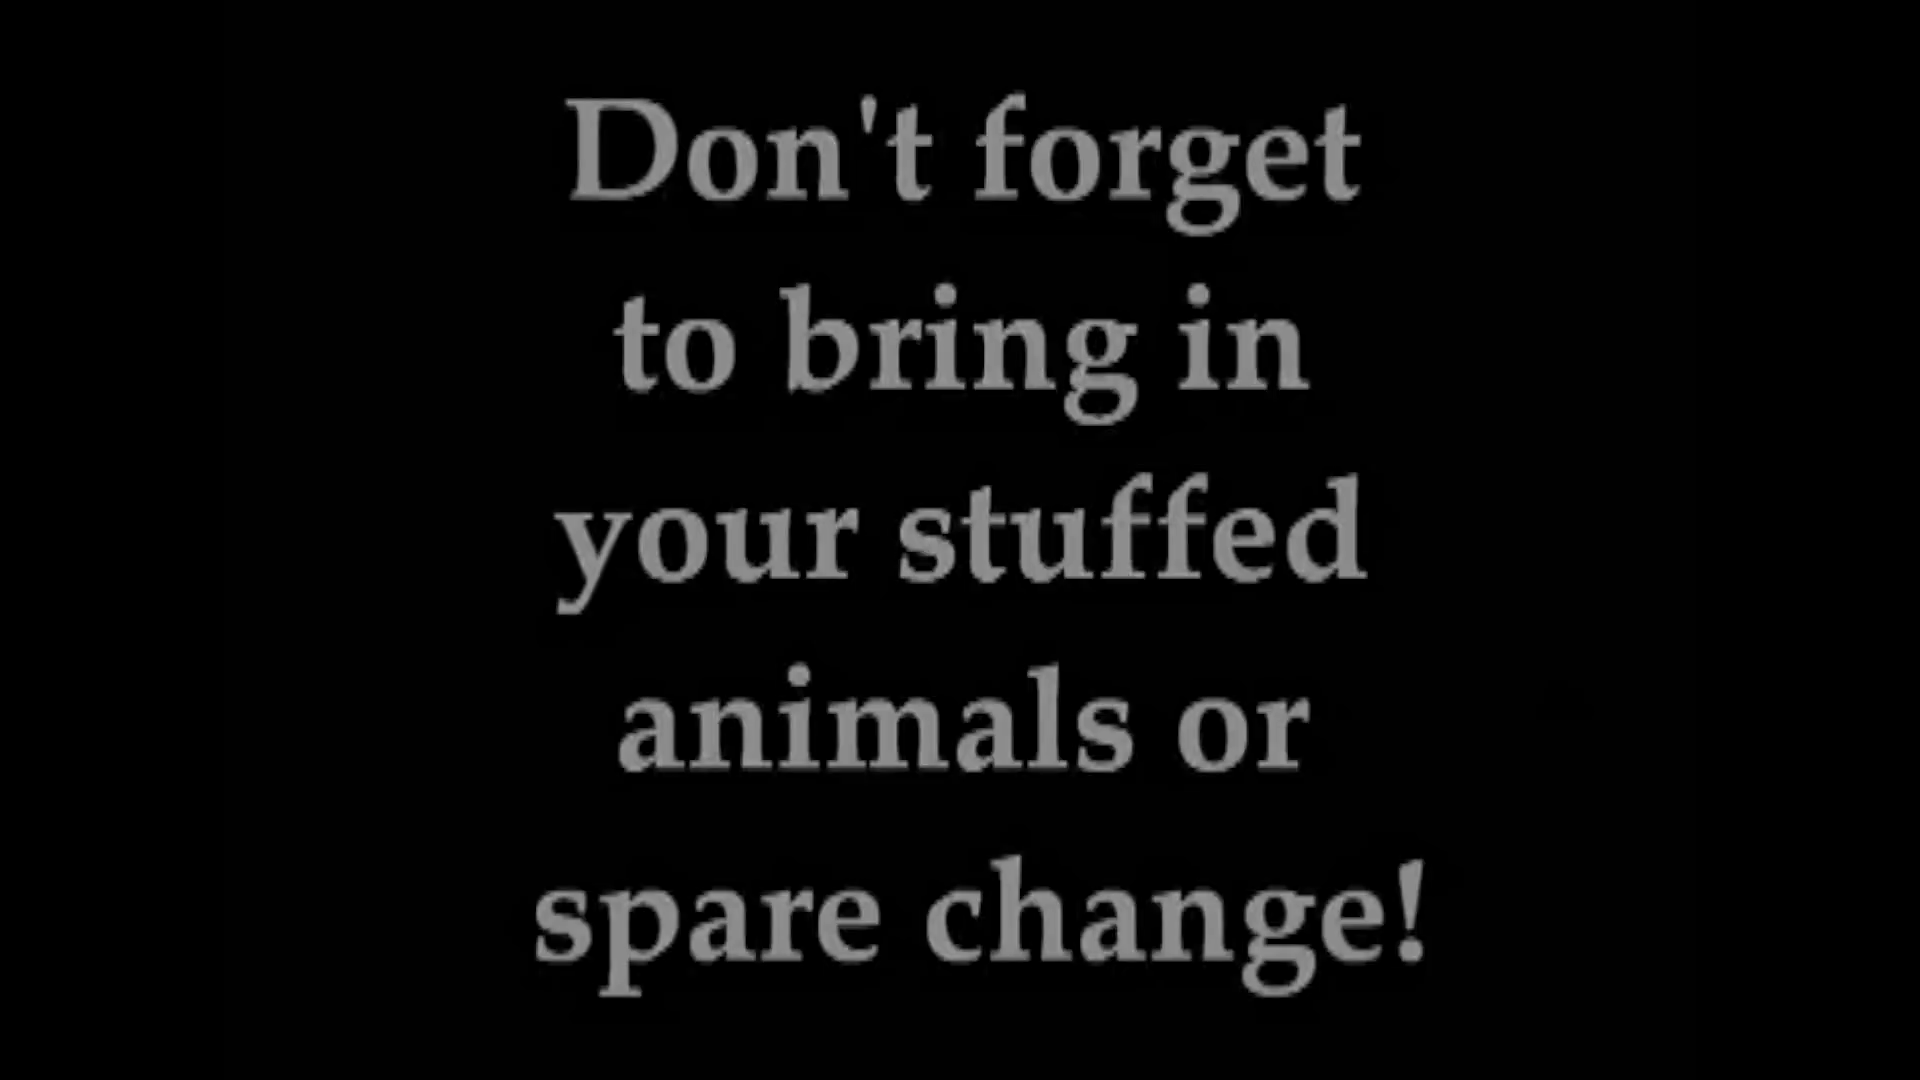 Don't forget
to bring in
your stuffed
animals or
spare change!